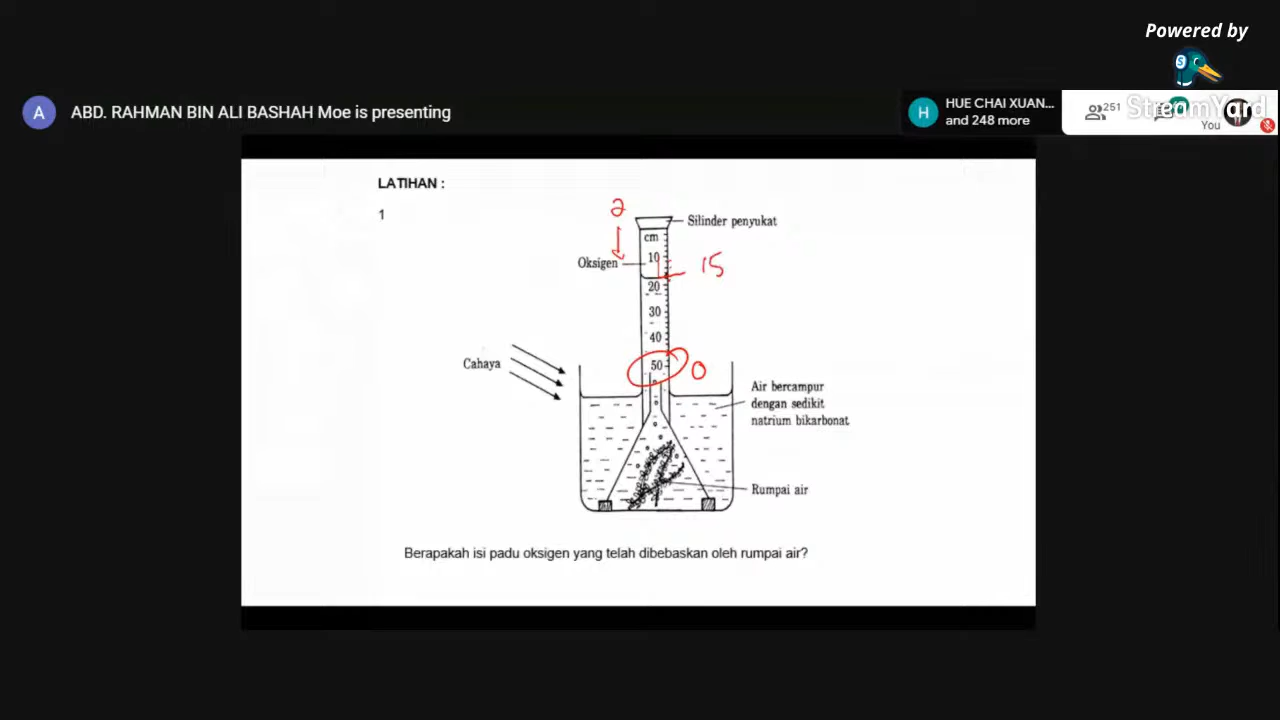 Powered by
S
StreamYard
A
ABD. RAHMAN BIN ALI BASHAH Moe is presenting
H
HUE CHAI XUAN...
and 248 more
251
You
LATIHAN :
1
2
Silinder penyukat
cm
Oksigen
10
15
20
30
40
50
0
Cahaya
Air bercampur
dengan sedikit
natrium bikarbonat
Rumpai air
Berapakah isi padu oksigen yang telah dibebaskan oleh rumpai air?